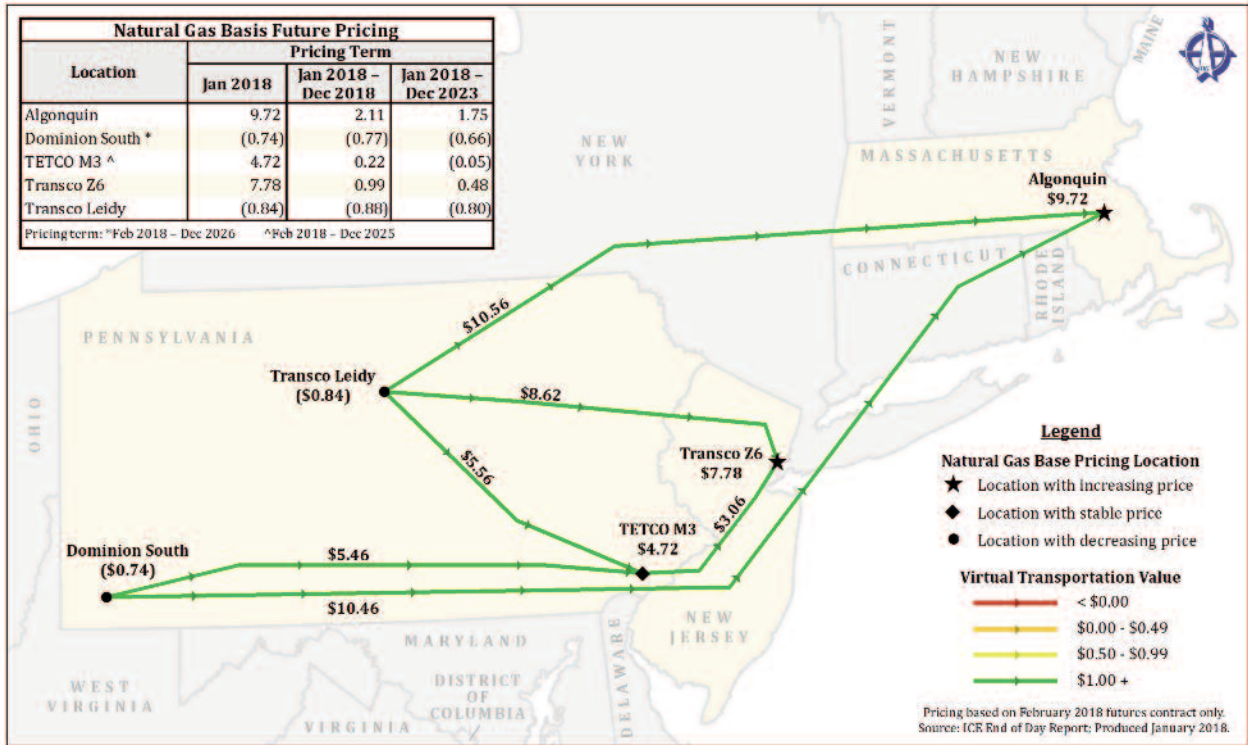 Natural Gas Basis Future Pricing
Location
Pricing Term
Jan 2018
Jan 2018 – Dec 2018
Jan 2018 – Dec 2023
Algonquin 9.72 2.11 1.75
Dominion South * (0.74) (0.77) (0.66)
TETCO M3 ^ 4.72 0.22 (0.05)
Transco Z6 7.78 0.99 0.48
Transco Leidy (0.84) (0.88) (0.80)
Pricing term: *Feb 2018 – Dec 2026 ^Feb 2018 – Dec 2025
VERMONT
NEW
HAMPSHIRE
MAINE
NEW
YORK
MASSACHUSETTS
Algonquin
$9.72
CONNECTICUT
RHODE
ISLAND
PENNSYLVANIA
$10.56
Transco Leidy
($0.84)
$8.62
OHIO
$5.56
Transco Z6
$7.78
$3.06
TETCO M3
$4.72
Dominion South
($0.74)
$5.46
$10.46
NEW
JERSEY
MARYLAND
DELAWARE
WEST
VIRGINIA
DISTRICT
OF
COLUMBIA
VIRGINIA
Legend
Natural Gas Base Pricing Location
Location with increasing price
Location with stable price
Location with decreasing price
Virtual Transportation Value
< $0.00
$0.00 - $0.49
$0.50 - $0.99
$1.00 +
Pricing based on February 2018 futures contract only.
Source: ICE End of Day Report; Produced January 2018.